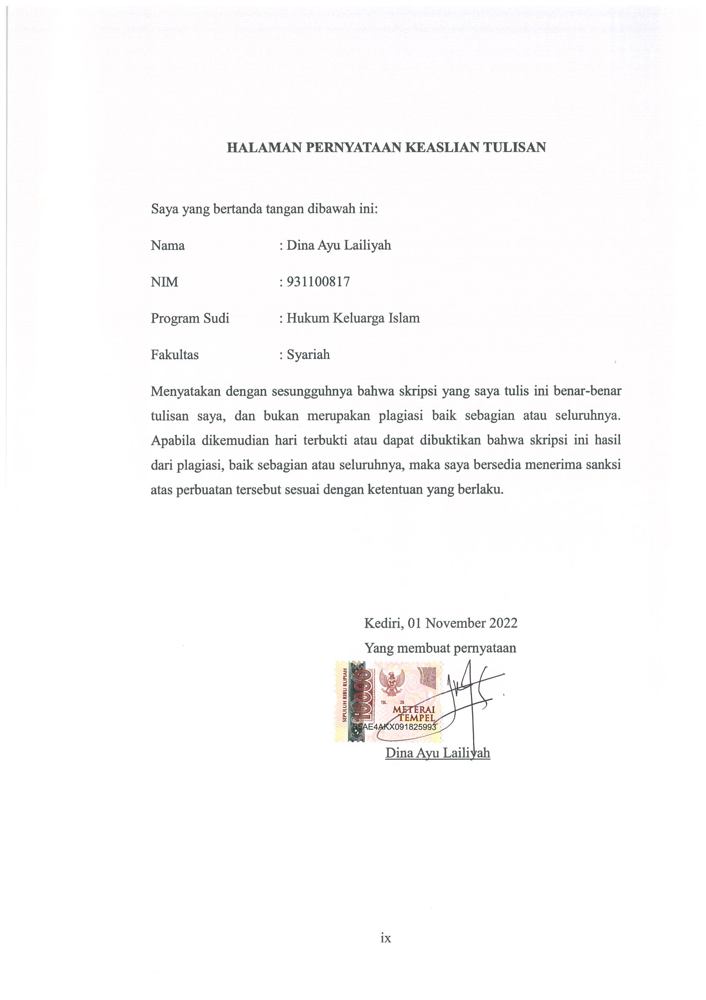 HALAMAN PERNYATAAN KEASLIAN TULISAN
Saya yang bertanda tangan dibawah ini:
Nama : Dina Ayu Lailiyah
NIM : 931100817
Program Sudi : Hukum Keluarga Islam
Fakultas : Syariah
Menyatakan dengan sesungguhnya bahwa skripsi yang saya tulis ini benar-benar
tulisan saya, dan bukan merupakan plagiasi baik sebagian atau seluruhnya.
Apabila dikemudian hari terbukti atau dapat dibuktikan bahwa skripsi ini hasil
dari plagiasi, baik sebagian atau seluruhnya, maka saya bersedia menerima sanksi
atas perbuatan tersebut sesuai dengan ketentuan yang berlaku.
Kediri, 01 November 2022
Yang membuat pernyataan
SEPULUH RIBU RUPIAH
10000
TGL. 20
METERAI
TEMPEL
B5AE4AKX091825993
Dina Ayu Lailiyah
ix